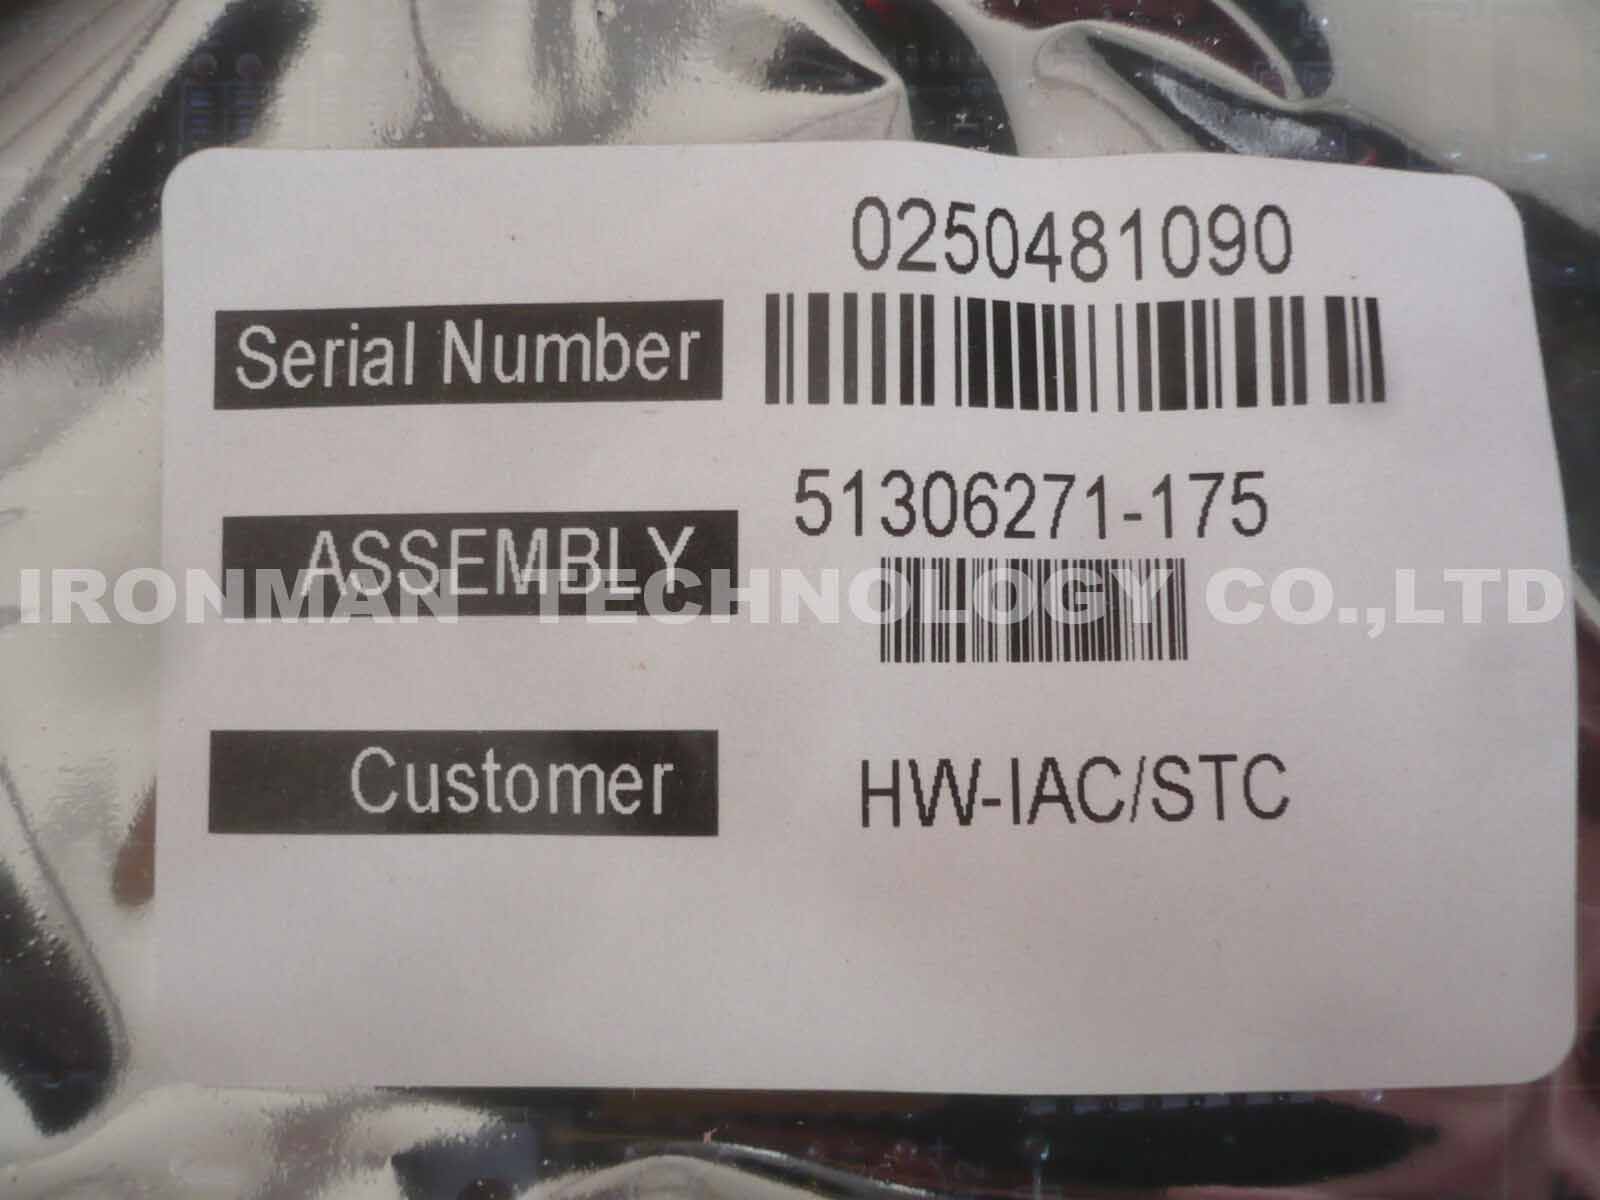 0250481090
Serial Number
51306271-175
ASSEMBLY
IRONMAN TECHNOLOGY CO.,LTD
Customer HW-IAC/STC